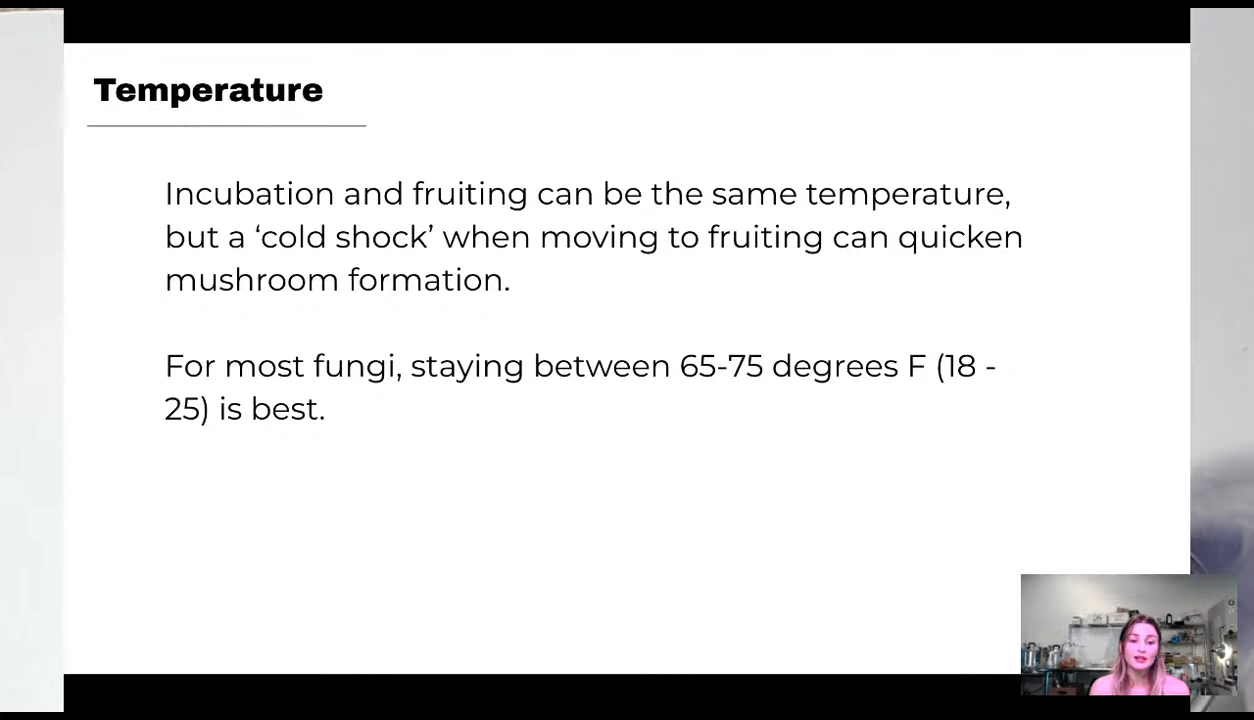 Temperature
Incubation and fruiting can be the same temperature,
but a ‘cold shock’ when moving to fruiting can quicken
mushroom formation.
For most fungi, staying between 65-75 degrees F (18 -
25) is best.